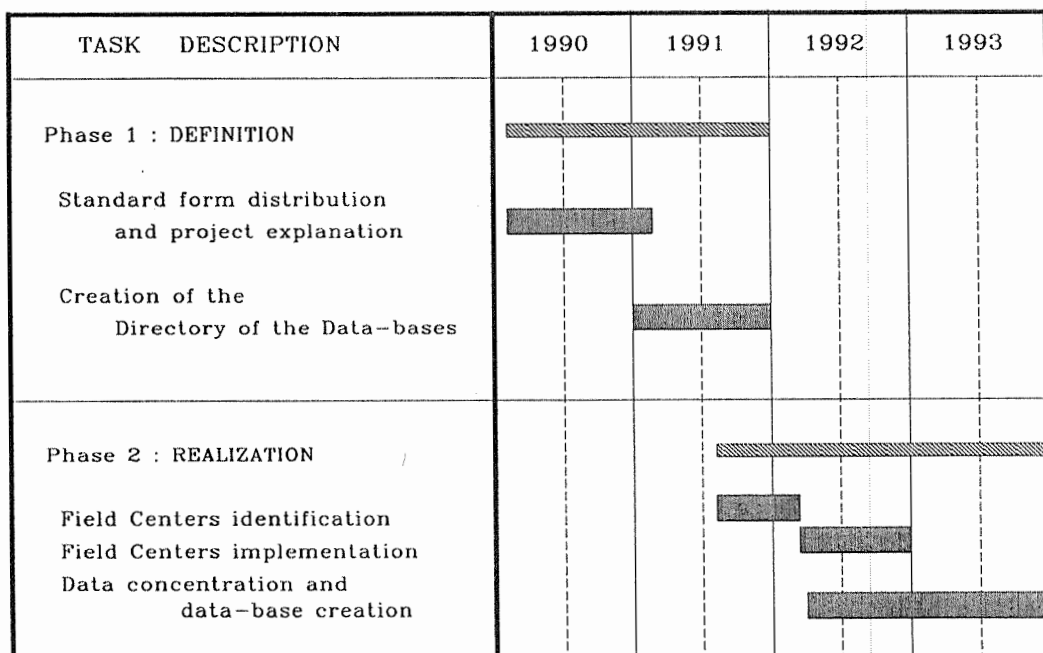 TASK DESCRIPTION 1990 1991 1992 1993
Phase 1 : DEFINITION
Standard form distribution
and project explanation
Creation of the
Directory of the Data-bases
Phase 2 : REALIZATION
Field Centers identification
Field Centers implementation
Data concentration and
data-base creation